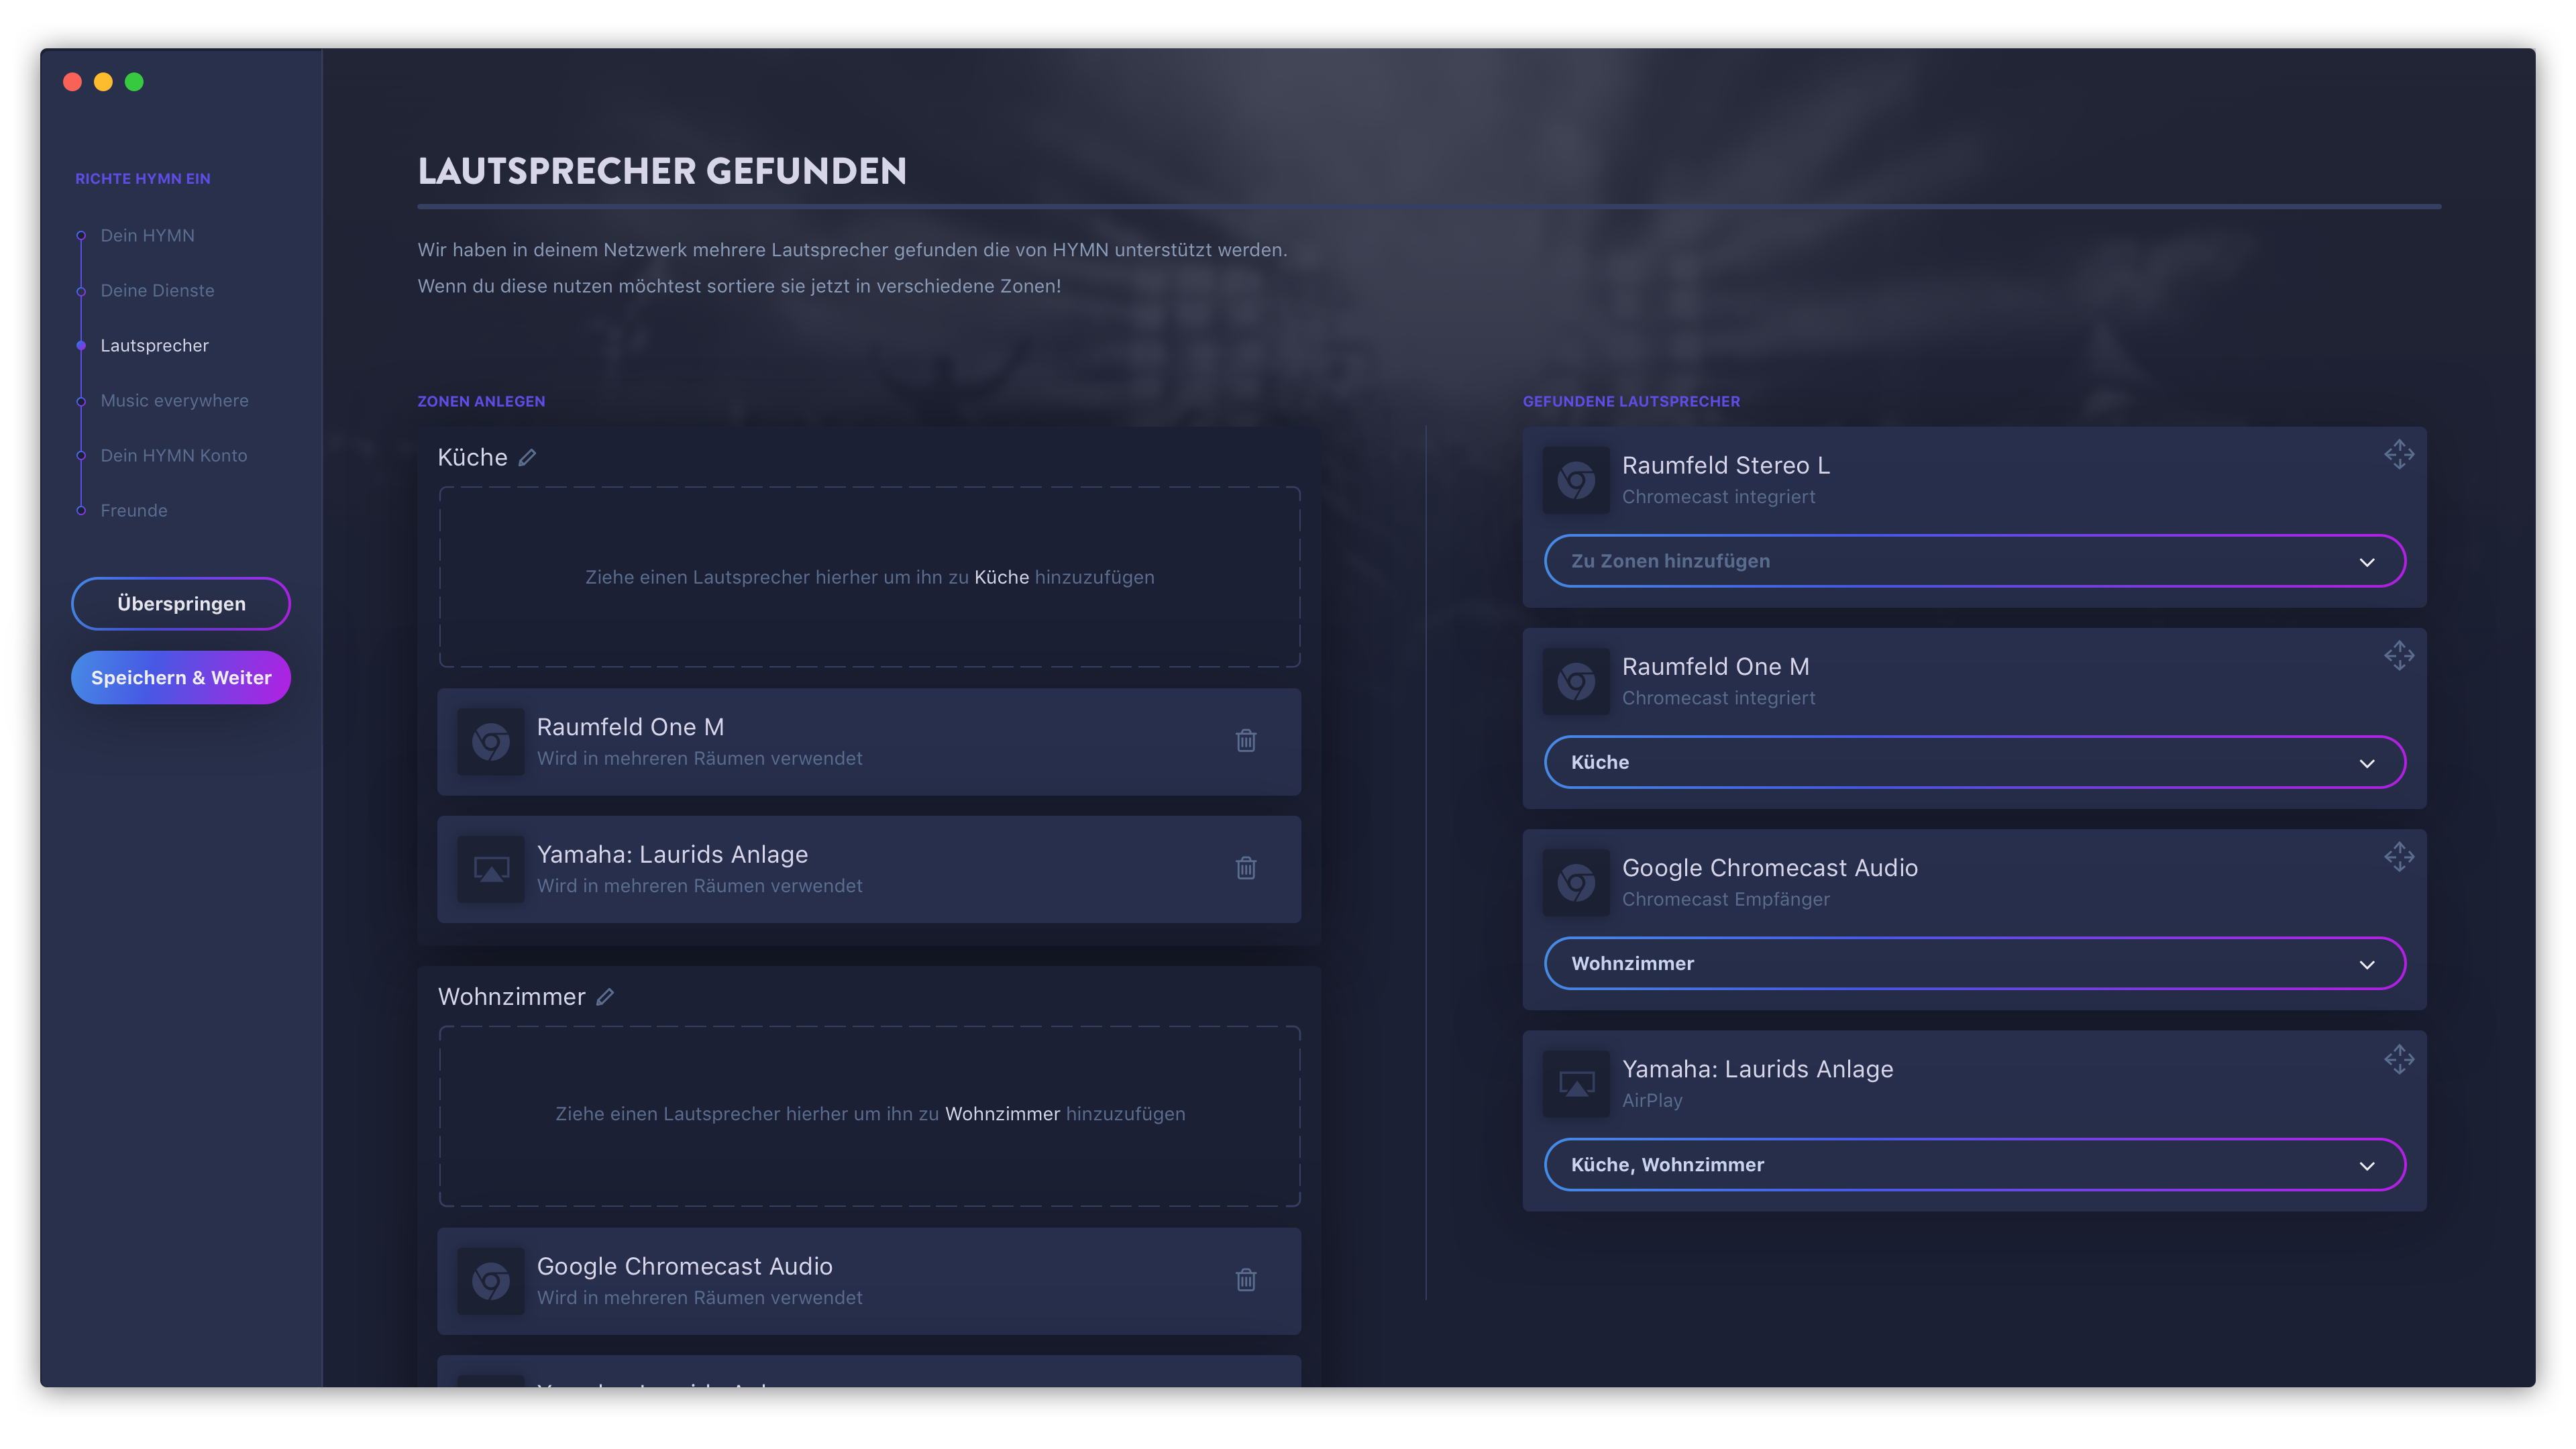 RICHTE HYMN EIN
Dein HYMN
Deine Dienste
Lautsprecher
Music everywhere
Dein HYMN Konto
Freunde
Überspringen
Speichern & Weiter
LAUTSPRECHER GEFUNDEN
Wir haben in deinem Netzwerk mehrere Lautsprecher gefunden die von HYMN unterstützt werden.
Wenn du diese nutzen möchtest sortiere sie jetzt in verschiedene Zonen!
ZONEN ANLEGEN
Küche
Ziehe einen Lautsprecher hierher um ihn zu Küche hinzuzufügen
Raumfeld One M
Wird in mehreren Räumen verwendet
Yamaha: Laurids Anlage
Wird in mehreren Räumen verwendet
Wohnzimmer
Ziehe einen Lautsprecher hierher um ihn zu Wohnzimmer hinzuzufügen
Google Chromecast Audio
Wird in mehreren Räumen verwendet
GEFUNDENE LAUTSPRECHER
Raumfeld Stereo L
Chromecast integriert
Zu Zonen hinzufügen
Raumfeld One M
Chromecast integriert
Küche
Google Chromecast Audio
Chromecast Empfänger
Wohnzimmer
Yamaha: Laurids Anlage
AirPlay
Küche, Wohnzimmer